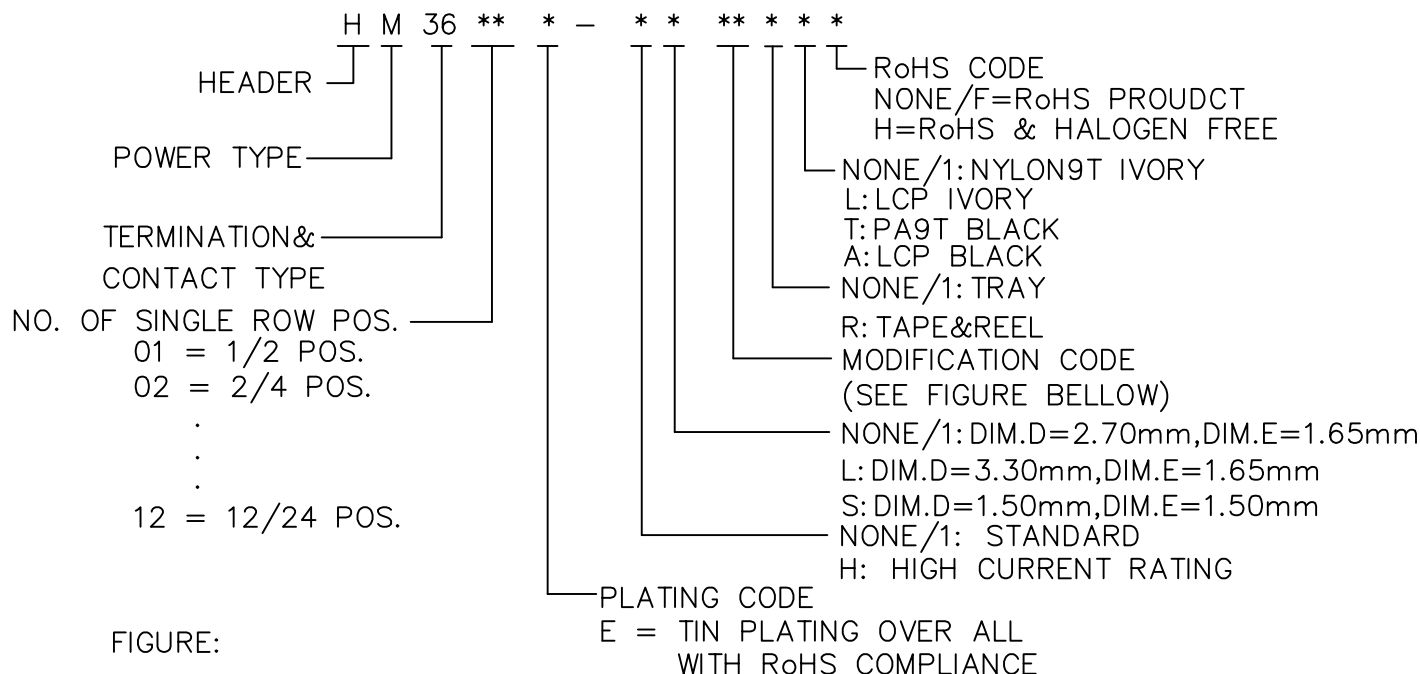 H M 36 ** * - * * ** * * *
HEADER
RoHS CODE
NONE/F=RoHS PROUDCT
H=RoHS & HALOGEN FREE
POWER TYPE
NONE/1:NYLON9T IVORY
L:LCP IVORY
T:PA9T BLACK
A:LCP BLACK
TERMINATION&
CONTACT TYPE
NONE/1:TRAY
R:TAPE&REEL
NO. OF SINGLE ROW POS.
01 = 1/2 POS.
02 = 2/4 POS.
.
.
.
12 = 12/24 POS.
MODIFICATION CODE
(SEE FIGURE BELLOW)
NONE/1:DIM.D=2.70mm,DIM.E=1.65mm
L:DIM.D=3.30mm,DIM.E=1.65mm
S:DIM.D=1.50mm,DIM.E=1.50mm
NONE/1: STANDARD
H: HIGH CURRENT RATING
PLATING CODE
E = TIN PLATING OVER ALL
WITH RoHS COMPLIANCE
FIGURE: